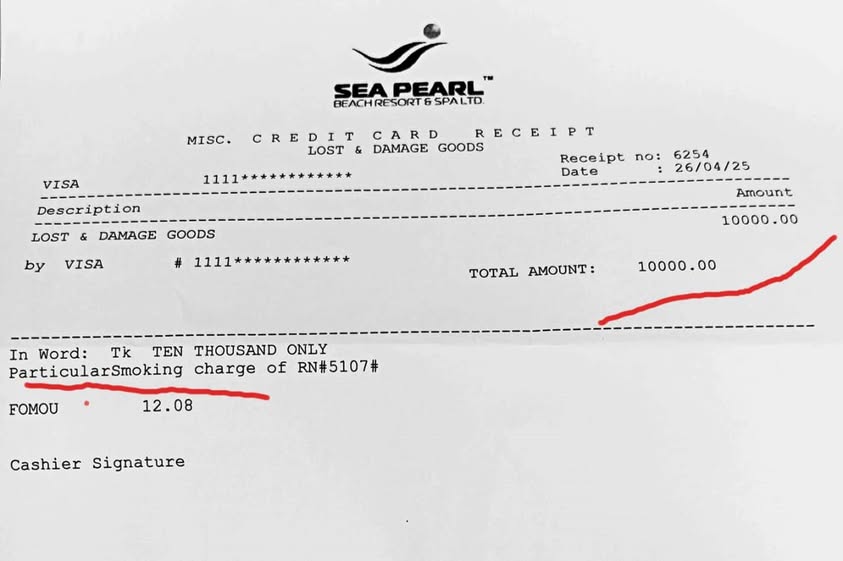 SEA PEARL™
BEACH RESORT & SPA LTD.
MISC. CREDIT CARD RECEIPT
LOST & DAMAGE GOODS
Receipt no: 6254
VISA 1111************ Date : 26/04/25
Description Amount
LOST & DAMAGE GOODS 10000.00
by VISA # 1111************ TOTAL AMOUNT: 10000.00
In Word: Tk TEN THOUSAND ONLY
ParticularSmoking charge of RN#5107#
FOMOU 12.08
Cashier Signature